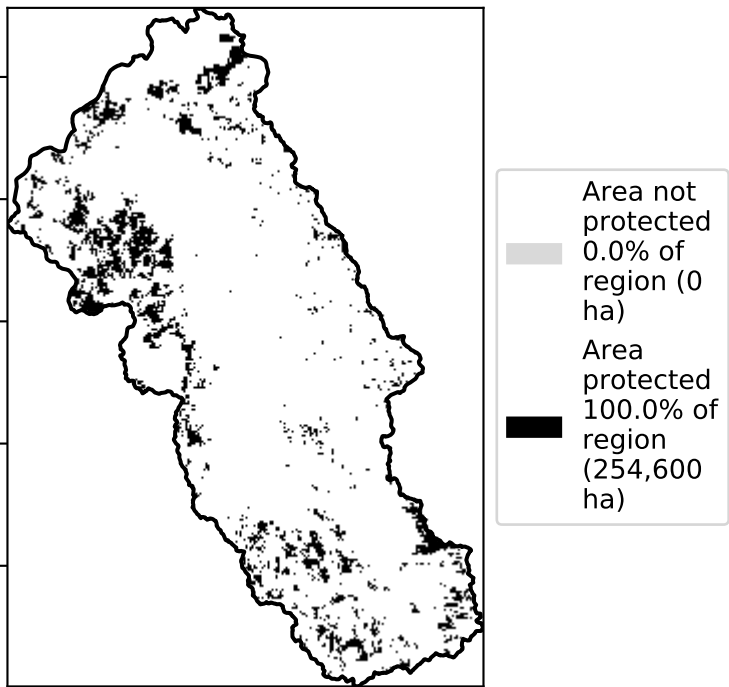 Area not
protected
0.0% of
region (0
ha)
Area
protected
100.0% of
region
(254,600
ha)